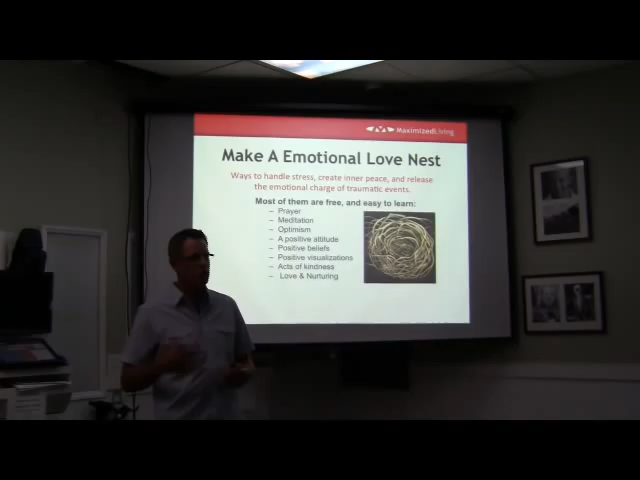 MaximizedLiving
Make A Emotional Love Nest
Ways to handle stress, create inner peace, and release
the emotional charge of traumatic events.
Most of them are free, and easy to learn:
– Prayer
– Meditation
– Optimism
– A positive attitude
– Positive beliefs
– Positive visualizations
– Acts of kindness
– Love & Nurturing